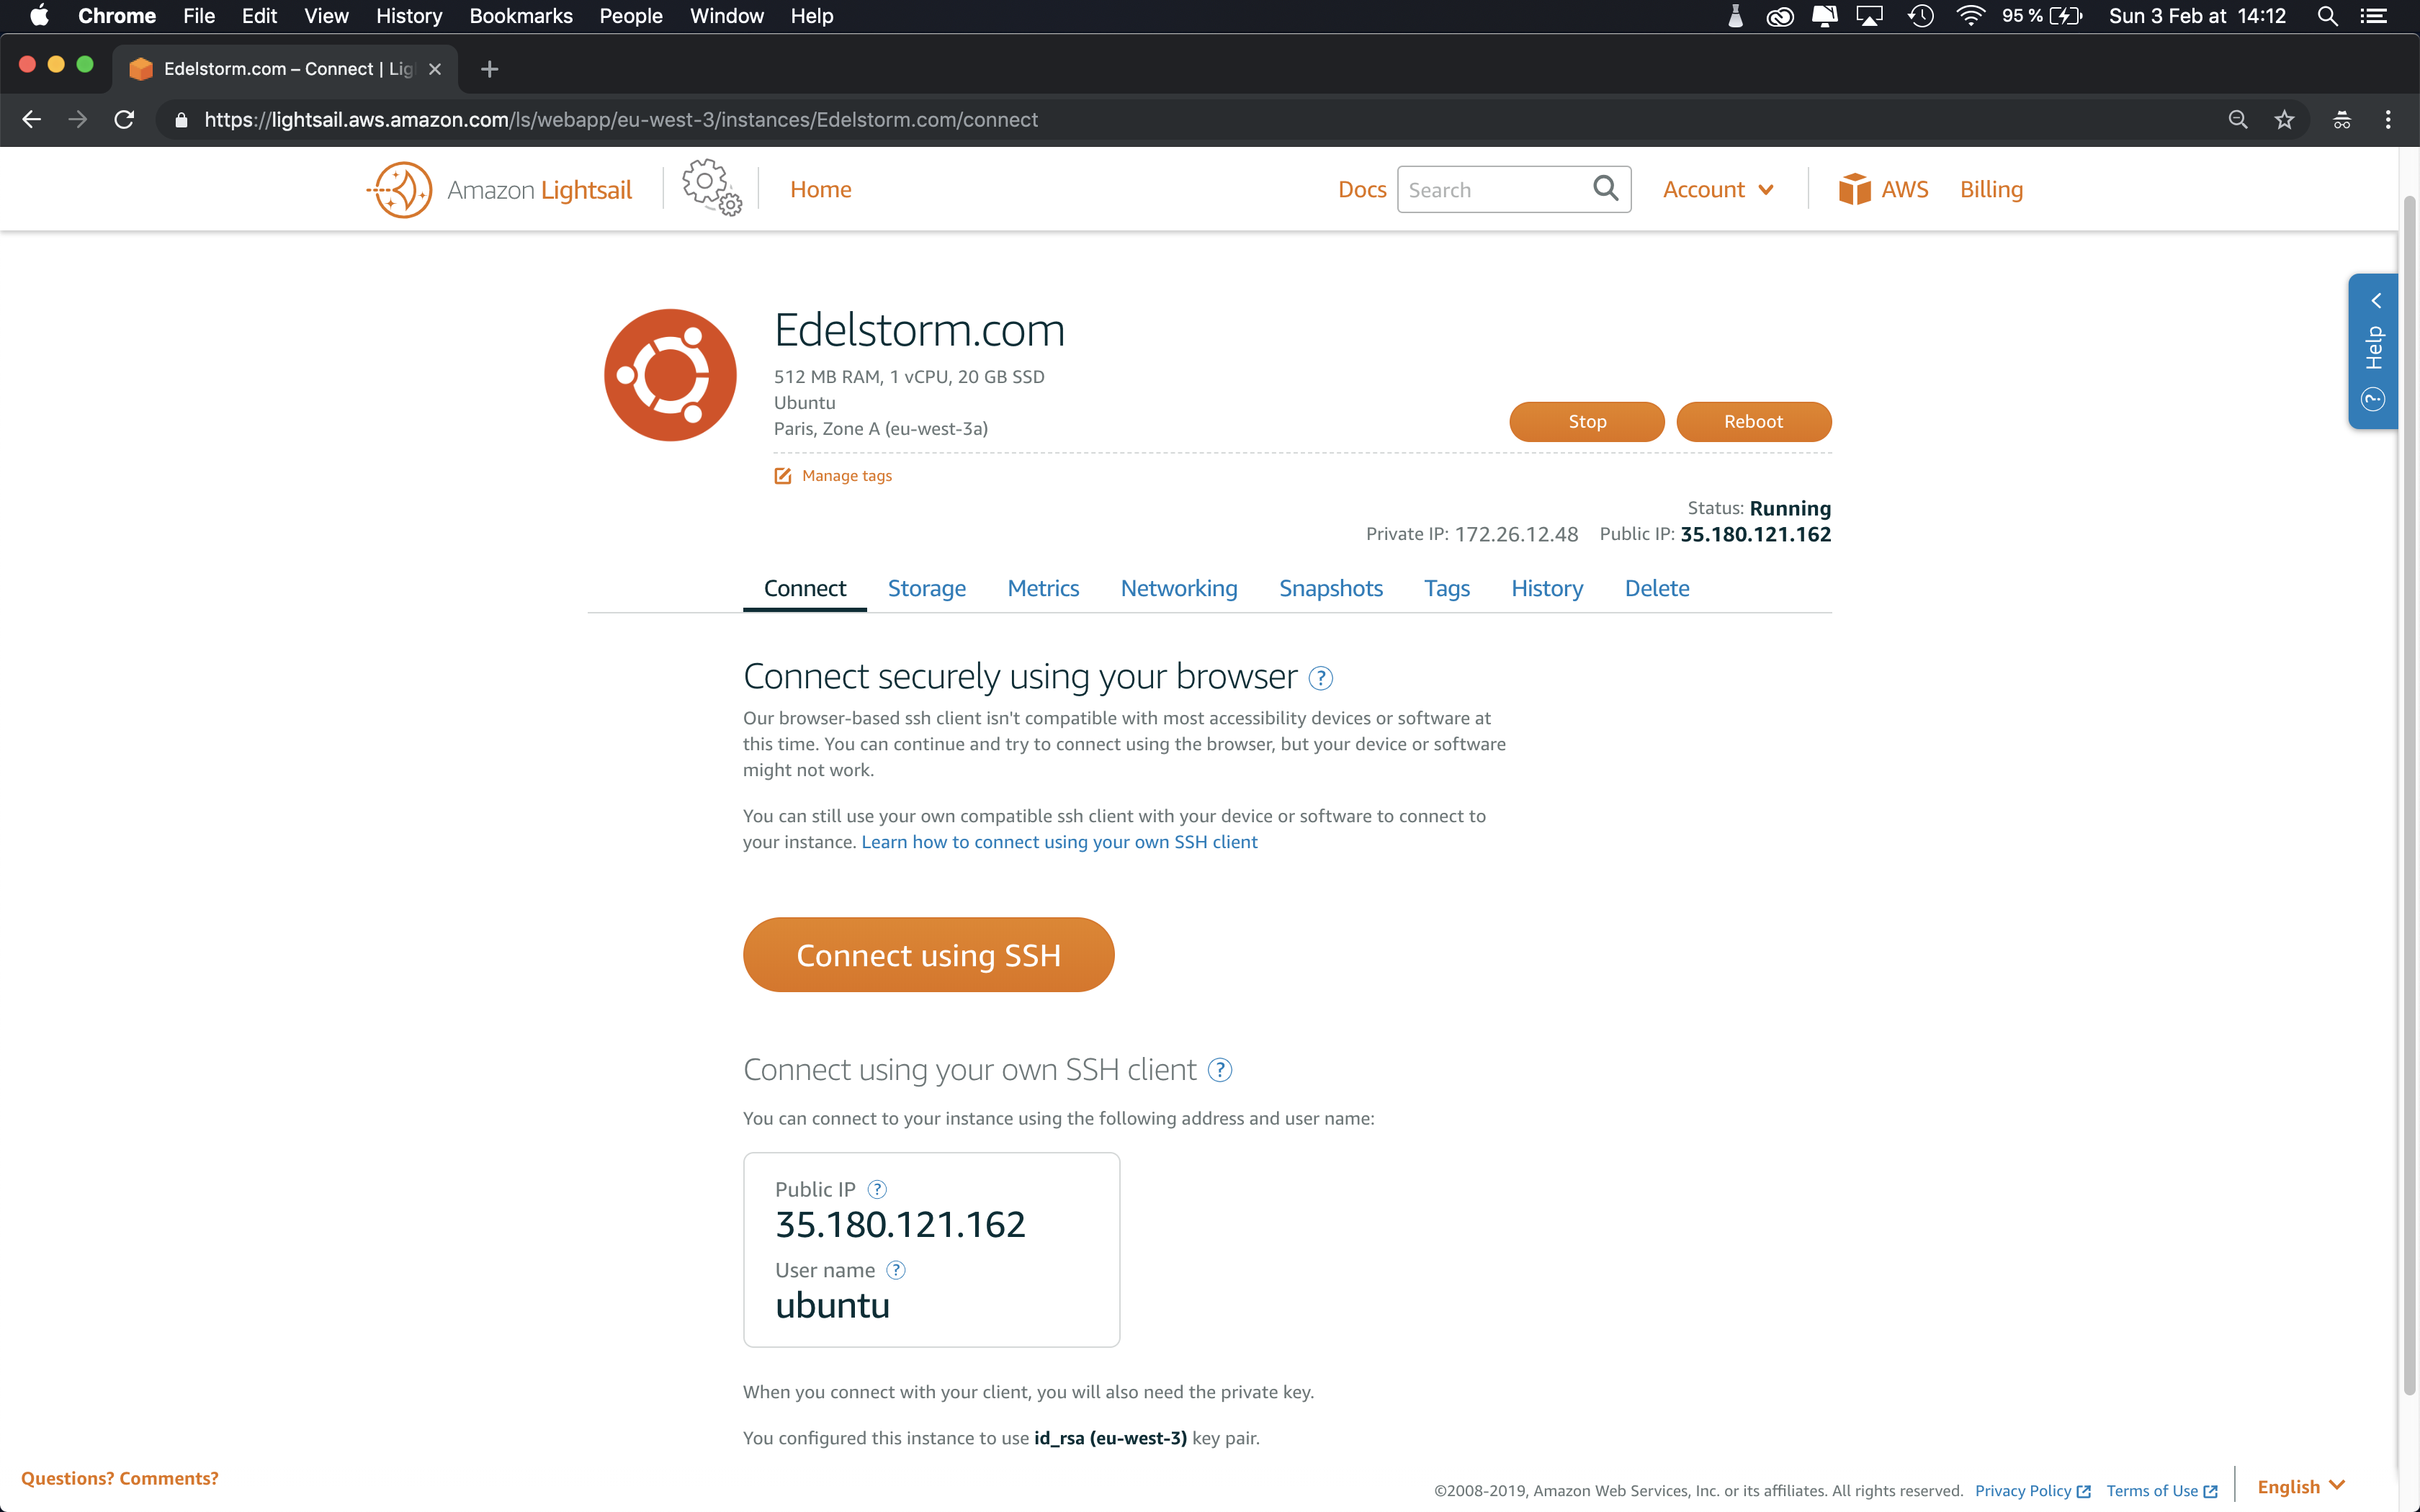 Chrome File Edit View History Bookmarks People Window Help 95 % Sun 3 Feb at 14:12
Edelstorm.com – Connect | Lig
https://lightsail.aws.amazon.com/ls/webapp/eu-west-3/instances/Edelstorm.com/connect
Amazon Lightsail Home Docs Search Account AWS Billing
Help
Edelstorm.com
512 MB RAM, 1 vCPU, 20 GB SSD
Ubuntu
Paris, Zone A (eu-west-3a)
Stop Reboot
Manage tags
Status: Running
Private IP: 172.26.12.48 Public IP: 35.180.121.162
Connect Storage Metrics Networking Snapshots Tags History Delete
Connect securely using your browser ?
Our browser-based ssh client isn't compatible with most accessibility devices or software at
this time. You can continue and try to connect using the browser, but your device or software
might not work.
You can still use your own compatible ssh client with your device or software to connect to
your instance. Learn how to connect using your own SSH client
Connect using SSH
Connect using your own SSH client ?
You can connect to your instance using the following address and user name:
Public IP ?
35.180.121.162
User name ?
ubuntu
When you connect with your client, you will also need the private key.
You configured this instance to use id_rsa (eu-west-3) key pair.
Questions? Comments?
©2008-2019, Amazon Web Services, Inc. or its affiliates. All rights reserved. Privacy Policy Terms of Use English